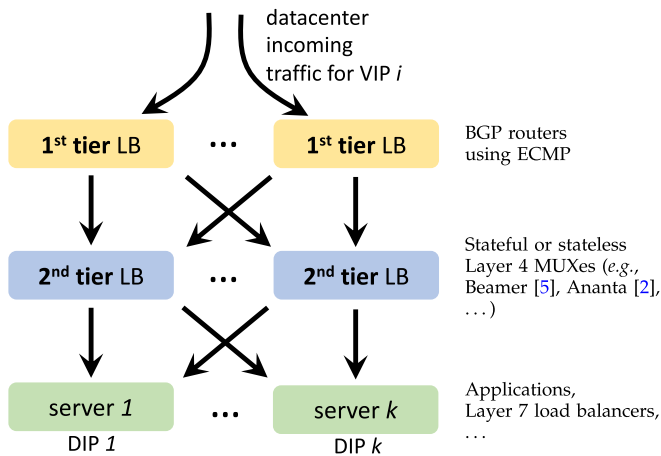 datacenter
incoming
traffic for VIP i
1st tier LB
...
1st tier LB
BGP routers
using ECMP
2nd tier LB
...
2nd tier LB
Stateful or stateless
Layer 4 MUXes (e.g.,
Beamer [5], Ananta [2],
...)
server 1
...
server k
DIP 1
DIP k
Applications,
Layer 7 load balancers,
...